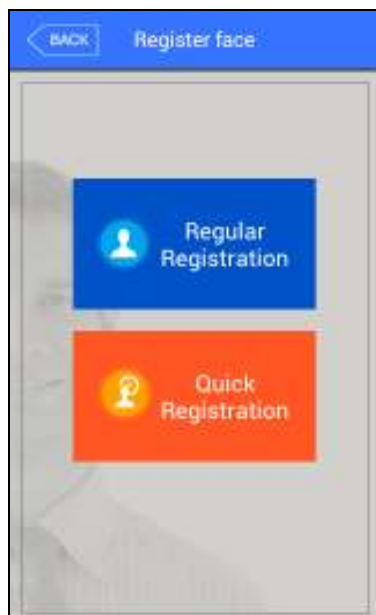 BACK
Register face
Regular
Registration
Quick
Registration